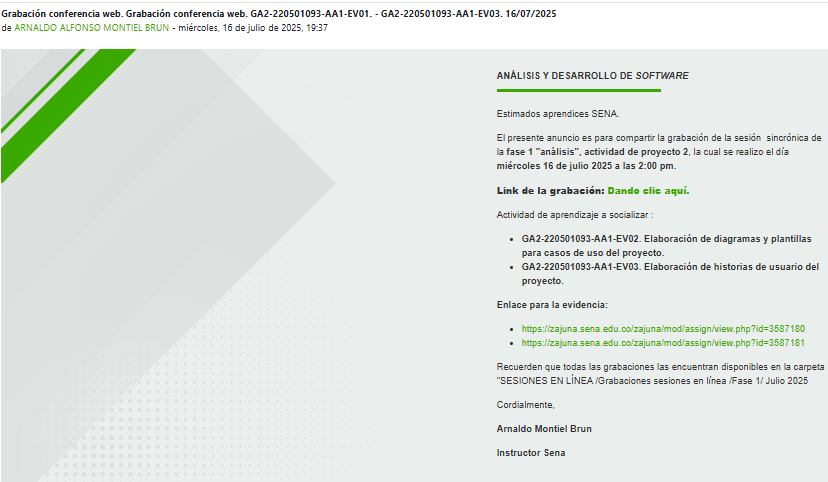 Grabación conferencia web. Grabación conferencia web. GA2-220501093-AA1-EV01. - GA2-220501093-AA1-EV03. 16/07/2025
de ARNALDO ALFONSO MONTIEL BRUN - miércoles, 16 de julio de 2025, 19:37
ANÁLISIS Y DESARROLLO DE SOFTWARE
Estimados aprendices SENA.
El presente anuncio es para compartir la grabación de la sesión sincrónica de
la fase 1 "análisis", actividad de proyecto 2, la cual se realizo el día
miércoles 16 de julio 2025 a las 2:00 pm.
Link de la grabación: Dando clic aquí.
Actividad de aprendizaje a socializar :
• GA2-220501093-AA1-EV02. Elaboración de diagramas y plantillas
para casos de uso del proyecto.
• GA2-220501093-AA1-EV03. Elaboración de historias de usuario del
proyecto.
Enlace para la evidencia:
• https://zajuna.sena.edu.co/zajuna/mod/assign/view.php?id=3587180
• https://zajuna.sena.edu.co/zajuna/mod/assign/view.php?id=3587181
Recuerden que todas las grabaciones las encuentran disponibles en la carpeta
"SESIONES EN LÍNEA /Grabaciones sesiones en línea /Fase 1/ Julio 2025
Cordialmente,
Arnaldo Montiel Brun
Instructor Sena